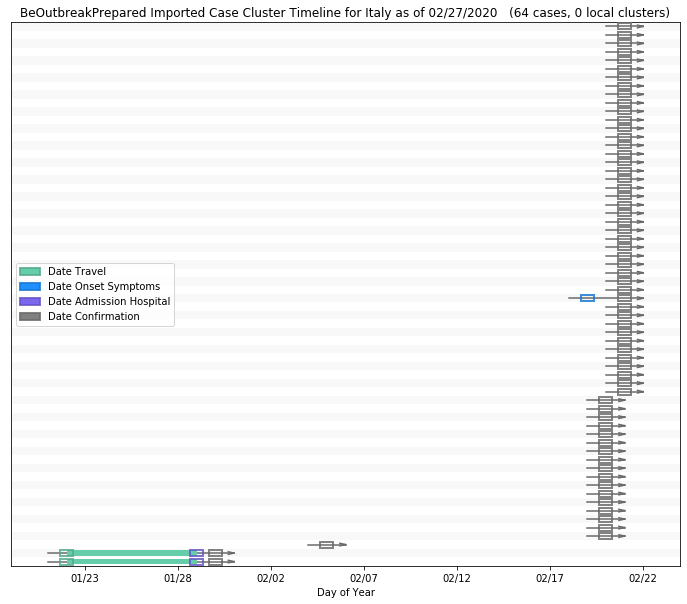 BeOutbreakPrepared Imported Case Cluster Timeline for Italy as of 02/27/2020 (64 cases, 0 local clusters)
Date Travel
Date Onset Symptoms
Date Admission Hospital
Date Confirmation
01/23 01/28 02/02 02/07 02/12 02/17 02/22
Day of Year